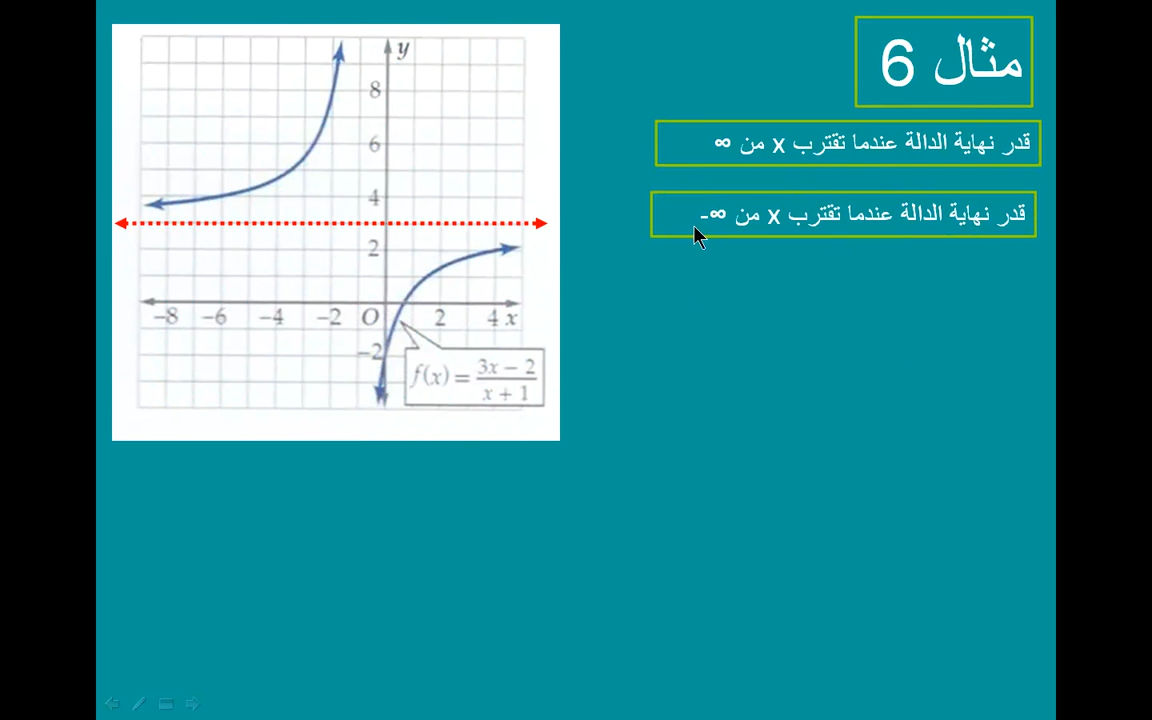 مثال 6
قدر نهاية الدالة عندما تقترب x من ∞
قدر نهاية الدالة عندما تقترب x من ∞-
y
8
6
4
2
−8 −6 −4 −2 O 2 4 x
−2
f(x) = \frac{3x − 2}{x + 1}